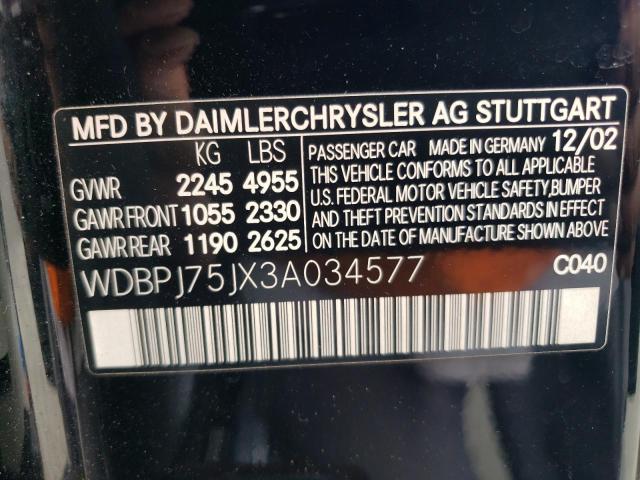 MFD BY DAIMLERCHRYSLER AG STUTTGART
KG LBS
GVWR 2245 4955
GAWR FRONT 1055 2330
GAWR REAR 1190 2625
PASSENGER CAR MADE IN GERMANY 12/02
THIS VEHICLE CONFORMS TO ALL APPLICABLE
U.S. FEDERAL MOTOR VEHICLE SAFETY,BUMPER
AND THEFT PREVENTION STANDARDS IN EFFECT
ON THE DATE OF MANUFACTURE SHOWN ABOVE
WDBPJ75JX3A034577 C040